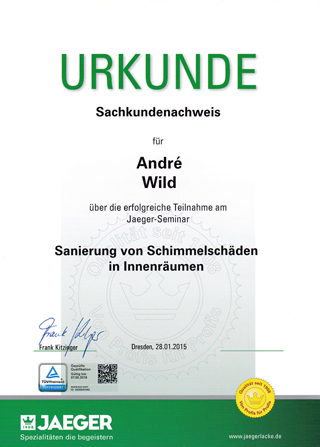 URKUNDE
Sachkundenachweis
für
André
Wild
über die erfolgreiche Teilnahme am
Jaeger-Seminar
Sanierung von Schimmelschäden
in Innenräumen
Frank Kitzinger
Dresden, 28.01.2015
Geprüfte
Qualifikation
Gültig bis
Qualität seit
Von Profis für Profis
JAEGER
Spezialitäten die begeistern
www.jaegerlacke.de